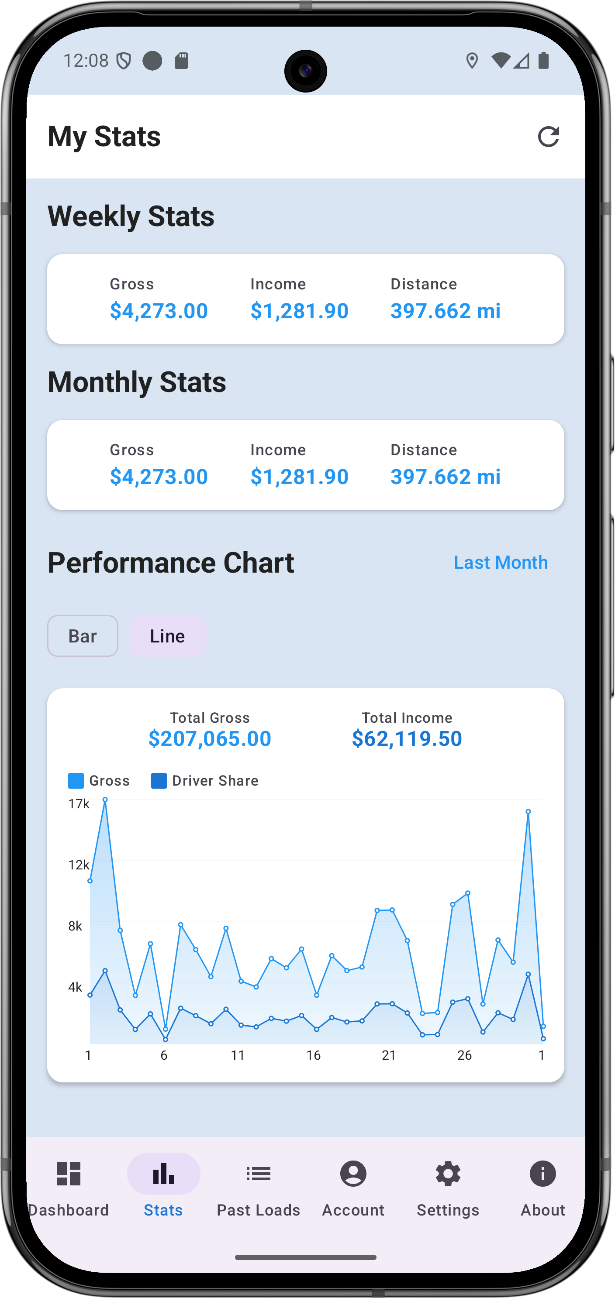 12:08
My Stats
Weekly Stats
Gross Income Distance
$4,273.00 $1,281.90 397.662 mi
Monthly Stats
Gross Income Distance
$4,273.00 $1,281.90 397.662 mi
Performance Chart Last Month
Bar Line
Total Gross Total Income
$207,065.00 $62,119.50
Gross Driver Share
17k
12k
8k
4k
1 6 11 16 21 26 1
Dashboard Stats Past Loads Account Settings About